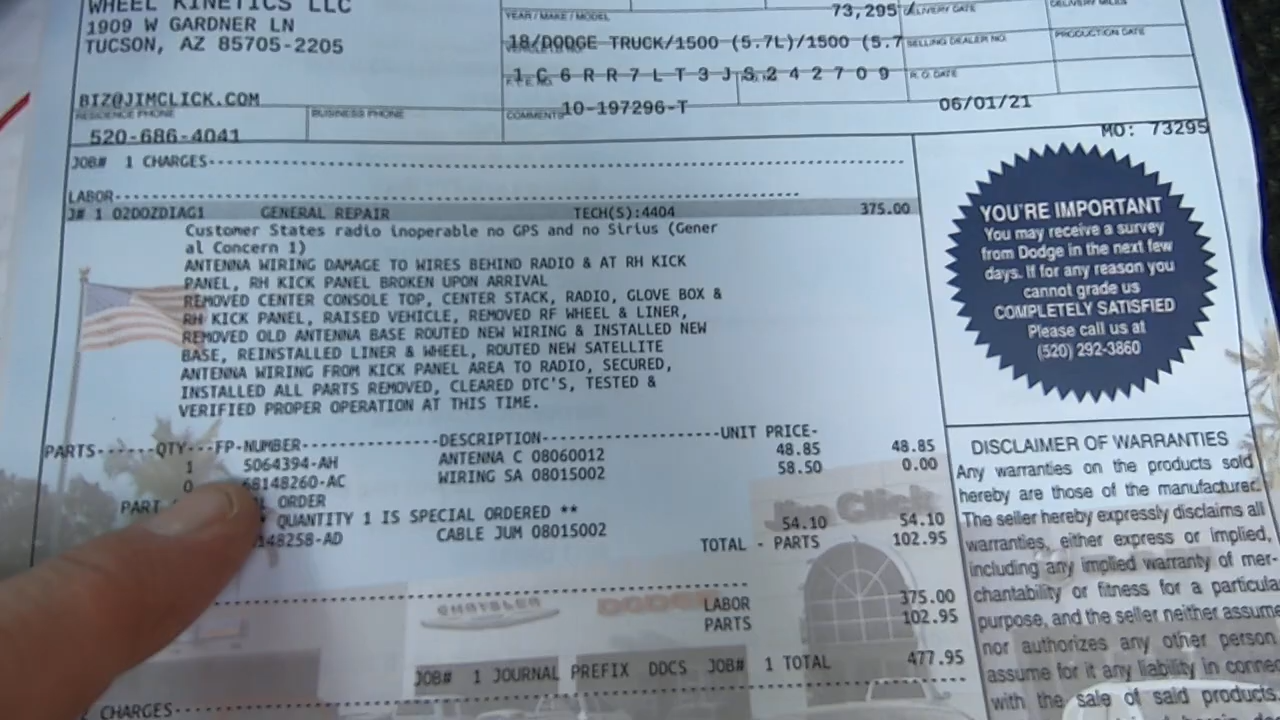 WHEEL KINETICS LLC
1909 W GARDNER LN
TUCSON, AZ 85705-2205
BIZ@JIMCLICK.COM
RESIDENCE PHONE
BUSINESS PHONE
520-686-4041
YEAR / MAKE / MODEL
73,295
DELIVERY DATE
DELIVERY MILES
18/DODGE TRUCK/1500 (5.7L)/1500 (5.7
SELLING DEALER NO.
PRODUCTION DATE
1C6RR7LT3JS242709
F.T.E. NO.
R.O. DATE
COMMENTS
10-197296-T
06/01/21
MO: 73295
JOB# 1 CHARGES
LABOR
J# 1 02DOZDIAG1 GENERAL REPAIR TECH(S):4404 375.00
Customer States radio inoperable no GPS and no Sirius (Gener
al Concern 1)
ANTENNA WIRING DAMAGE TO WIRES BEHIND RADIO & AT RH KICK
PANEL, RH KICK PANEL BROKEN UPON ARRIVAL
REMOVED CENTER CONSOLE TOP, CENTER STACK, RADIO, GLOVE BOX &
RH KICK PANEL, RAISED VEHICLE, REMOVED RF WHEEL & LINER,
REMOVED OLD ANTENNA BASE ROUTED NEW WIRING & INSTALLED NEW
BASE, REINSTALLED LINER & WHEEL, ROUTED NEW SATELLITE
ANTENNA WIRING FROM KICK PANEL AREA TO RADIO, SECURED,
INSTALLED ALL PARTS REMOVED, CLEARED DTC'S, TESTED &
VERIFIED PROPER OPERATION AT THIS TIME.
PARTS------QTY---FP-NUMBER---------------DESCRIPTION--------------------UNIT PRICE-
1 5064394-AH ANTENNA C 08060012 48.85 48.85
0 68148260-AC WIRING SA 08015002 58.50 0.00
PART ORDER
QUANTITY 1 IS SPECIAL ORDERED **
148258-AD CABLE JUM 08015002 54.10 54.10
TOTAL - PARTS 102.95
LABOR 375.00
PARTS 102.95
JOB# 1 JOURNAL PREFIX DDCS JOB# 1 TOTAL 477.95
CHARGES
Jim Click
CHRYSLER
DODGE
YOU'RE IMPORTANT
You may receive a survey
from Dodge in the next few
days. If for any reason you
cannot grade us
COMPLETELY SATISFIED
Please call us at
(520) 292-3860
DISCLAIMER OF WARRANTIES
Any warranties on the products sold
hereby are those of the manufacturer.
The seller hereby expressly disclaims all
warranties, either express or implied,
including any implied warranty of mer-
chantability or fitness for a particula
purpose, and the seller neither assume
nor authorizes any other person
assume for it any liability in connec
with the sale of said products.